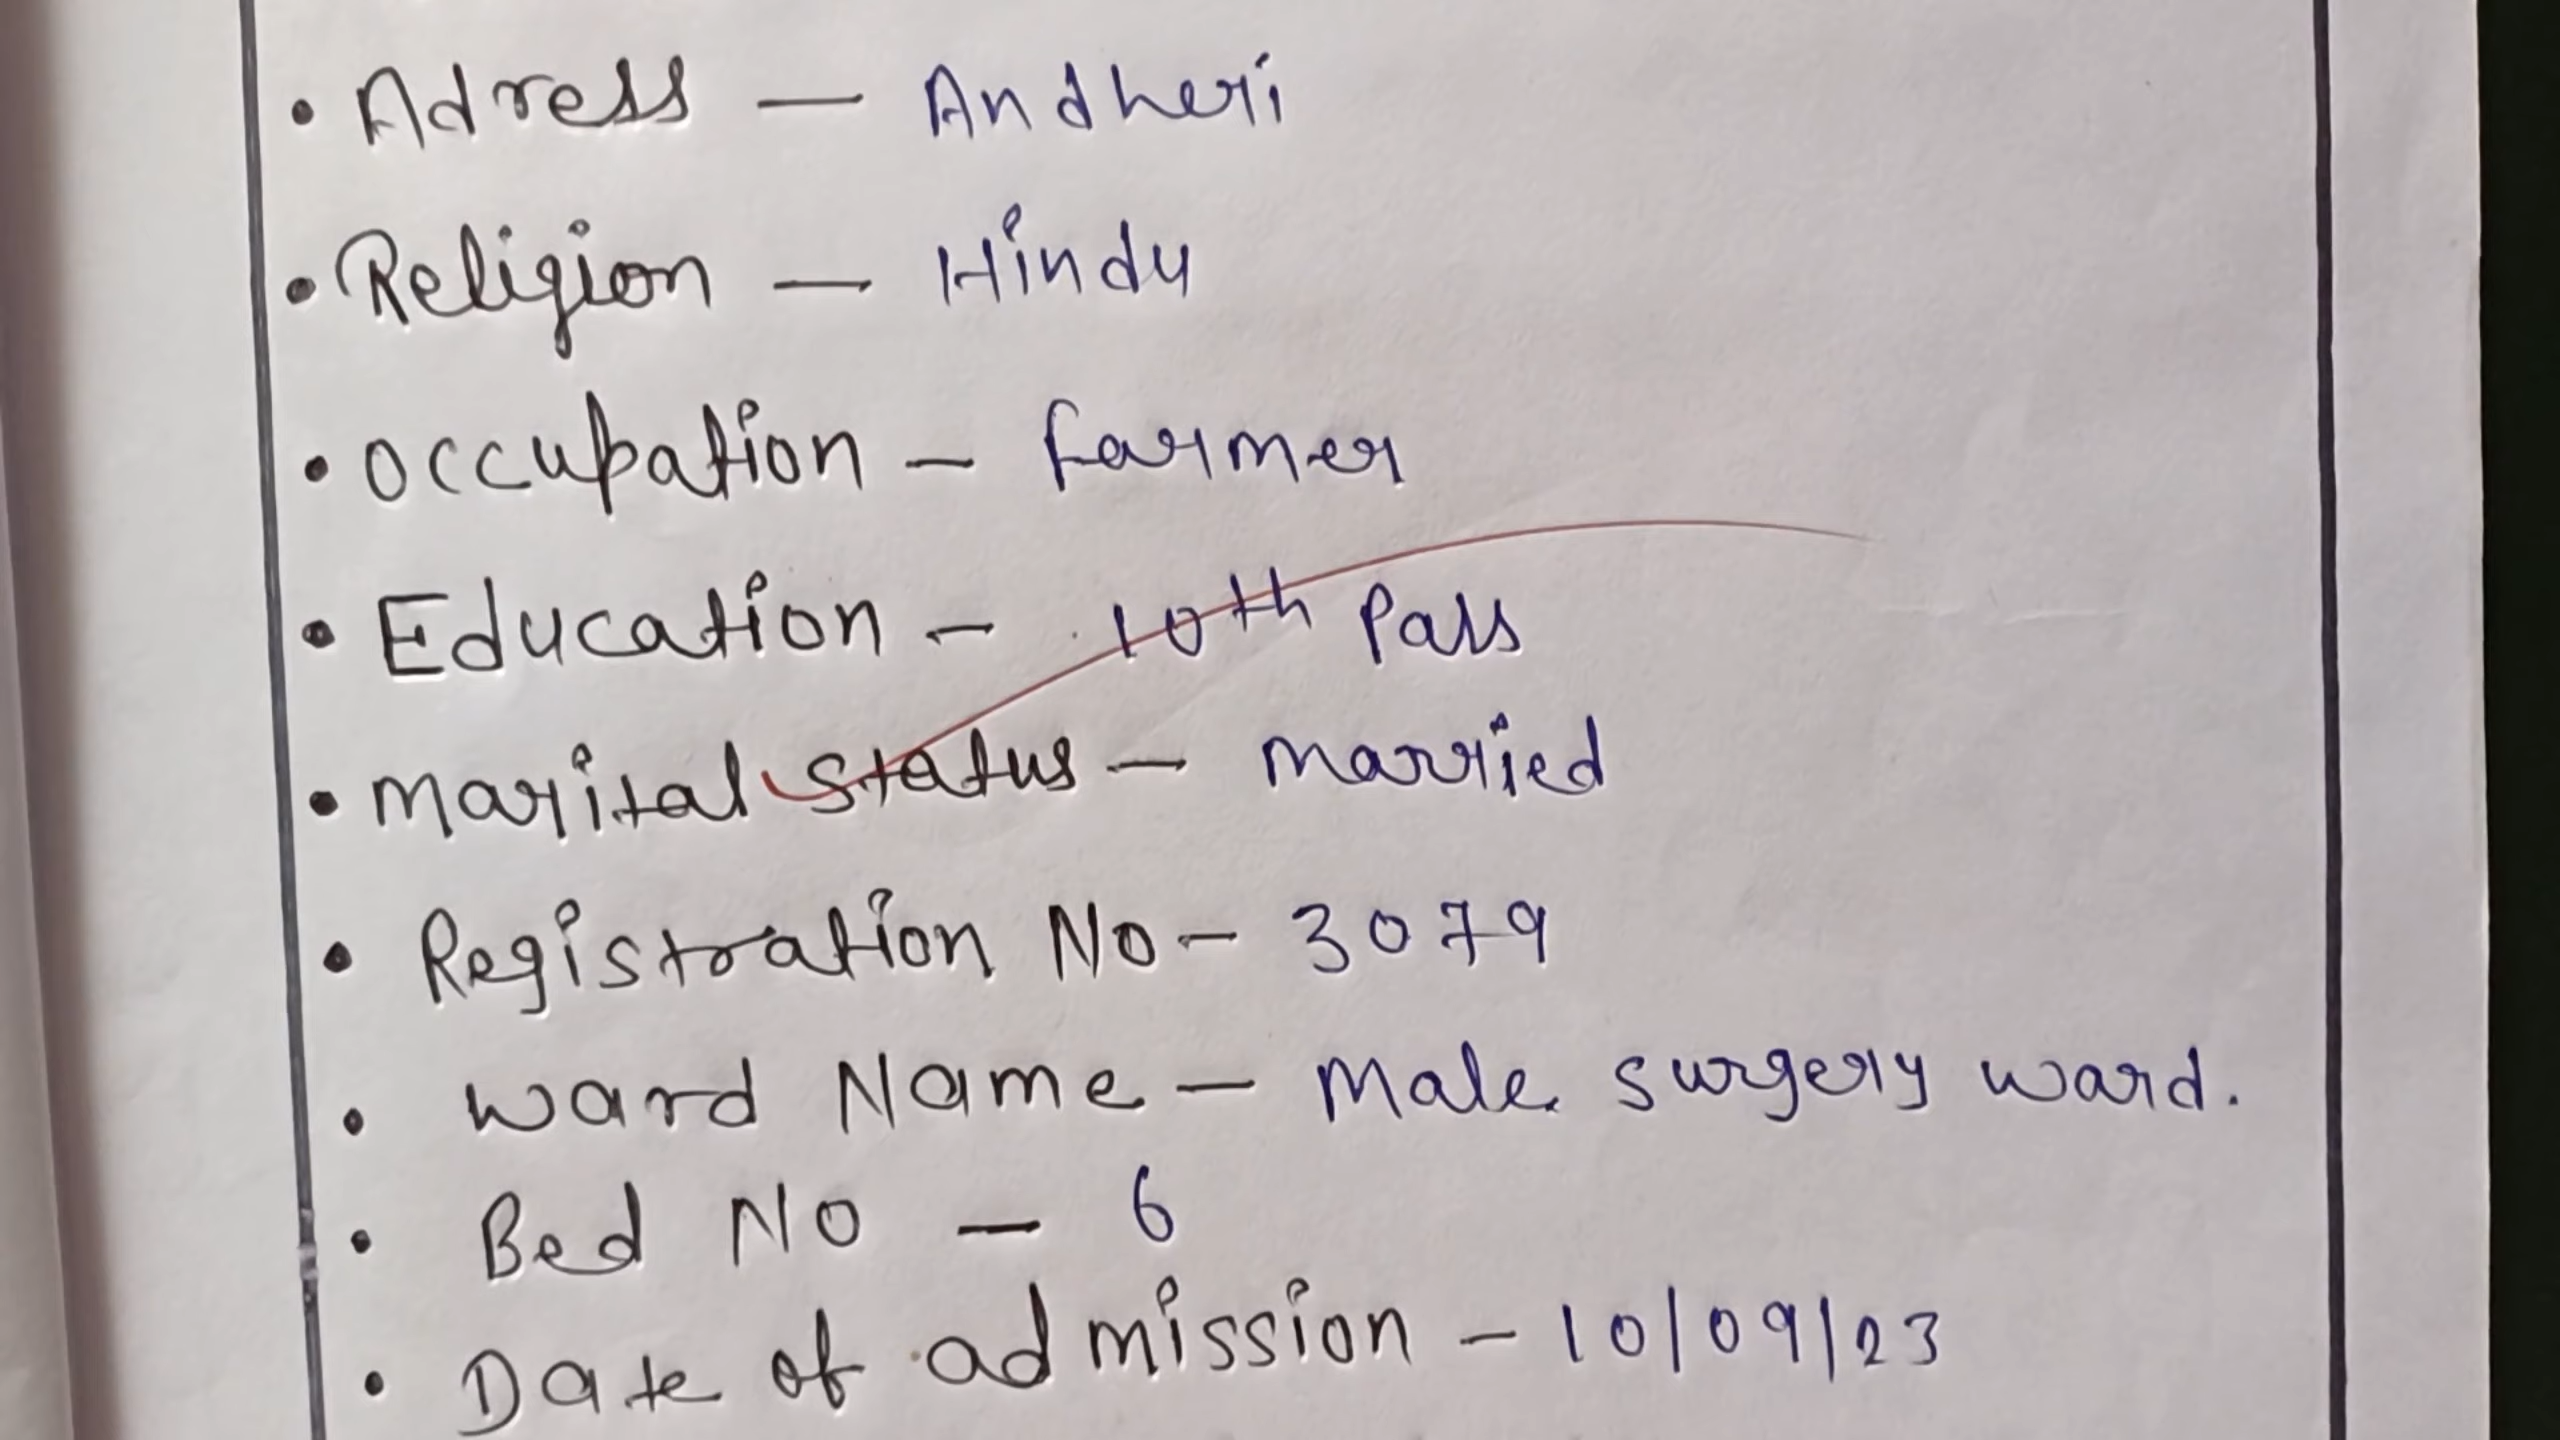 • Adress — Andheri
• Religion — Hindu
• Occupation — farmer
• Education — 10th Pass
• Marital status — Married
• Registration No — 3079
• Ward Name — Male surgery ward.
• Bed No — 6
• Date of admission — 10/09/23